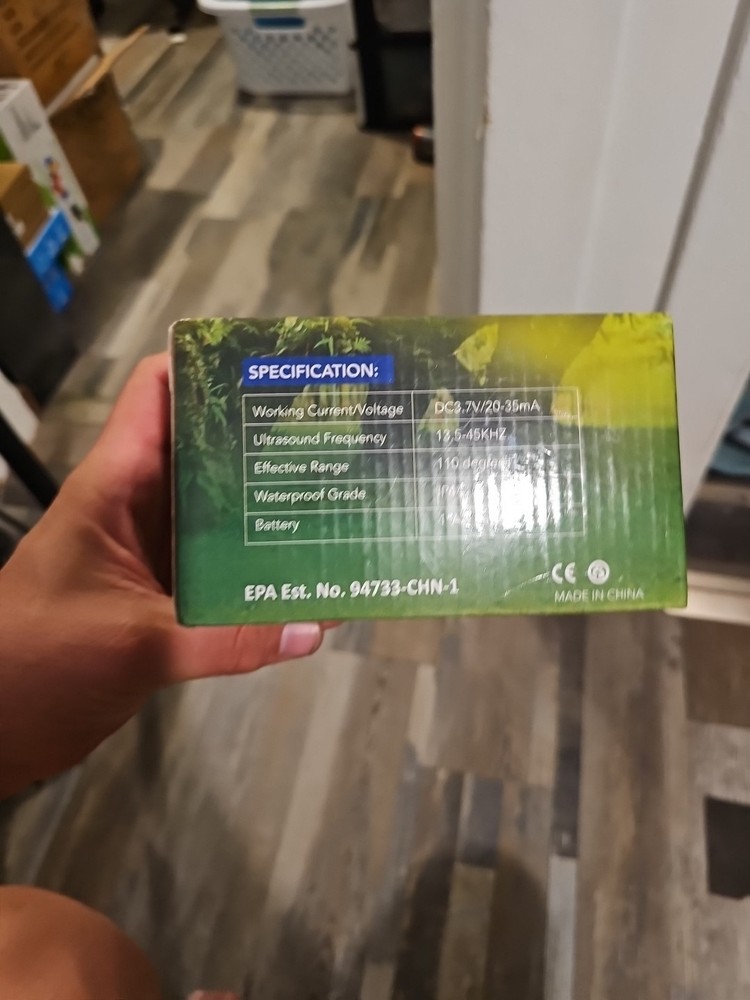 SPECIFICATION:
Working Current/Voltage DC3.7V/20-35mA
Ultrasound Frequency 13.5-45KHZ
Effective Range 110
Waterproof Grade
Battery
EPA Est. No. 94733-CHN-1
CE
MADE IN CHINA